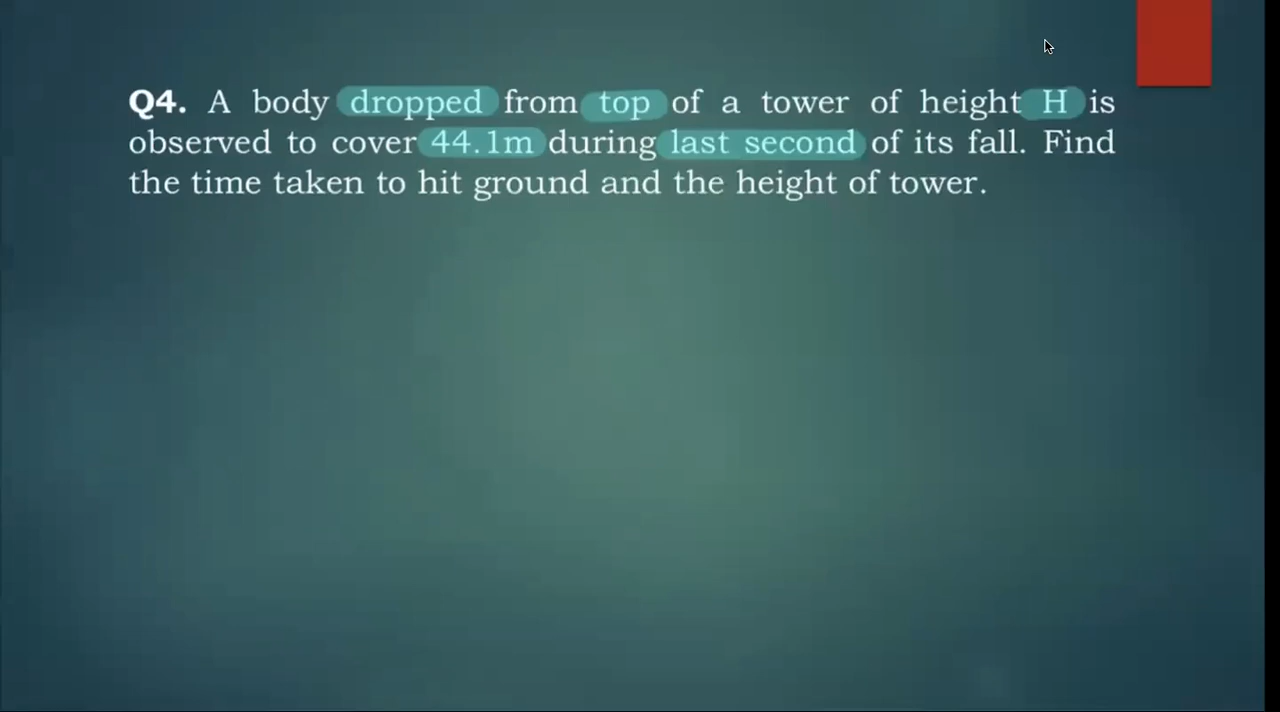 Q4. A body dropped from top of a tower of height H is
observed to cover 44.1m during last second of its fall. Find
the time taken to hit ground and the height of tower.